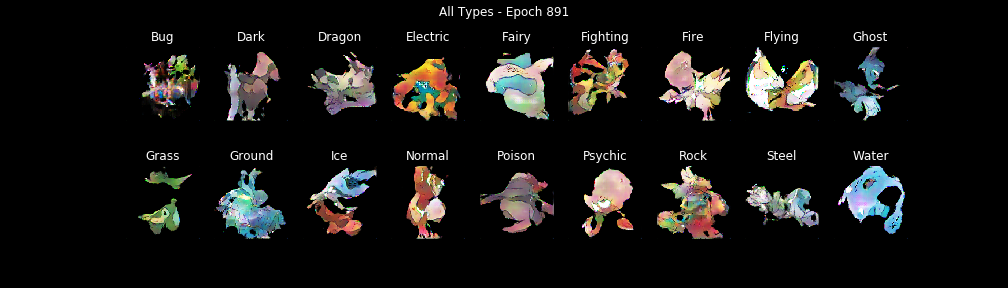 All Types - Epoch 891
Bug Dark Dragon Electric Fairy Fighting Fire Flying Ghost
Grass Ground Ice Normal Poison Psychic Rock Steel Water